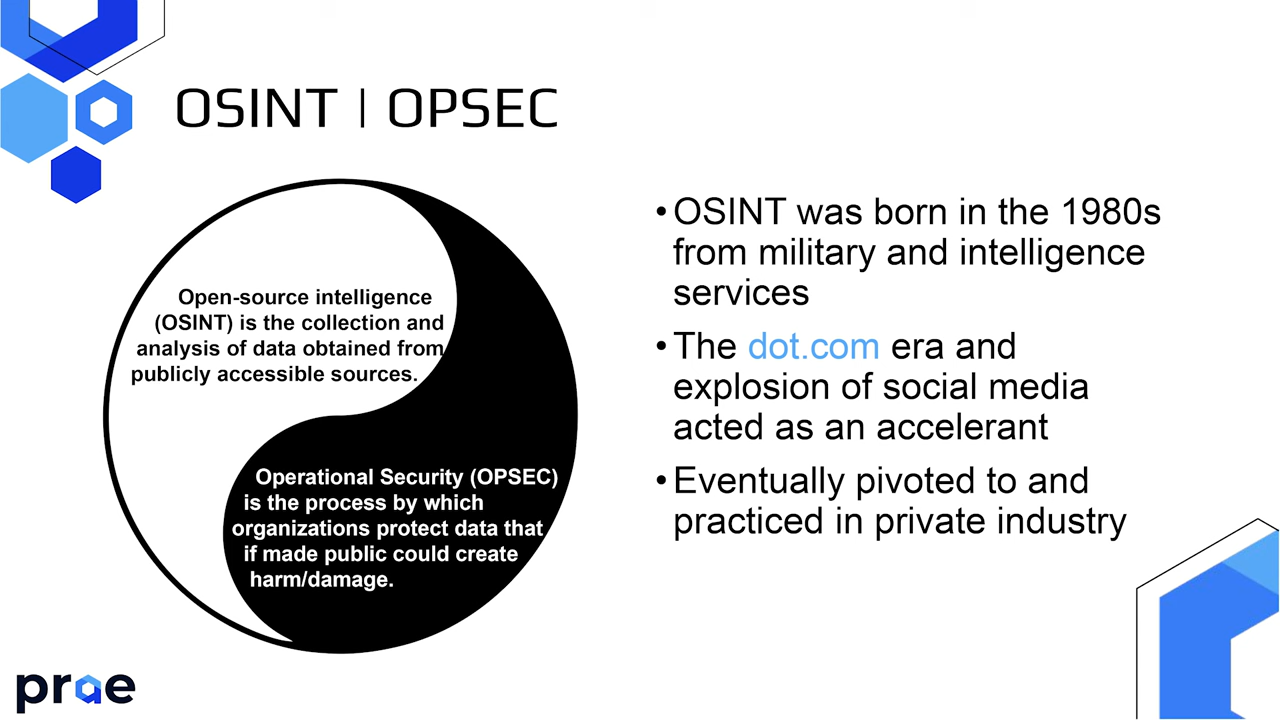 OSINT | OPSEC
Open-source intelligence
(OSINT) is the collection and
analysis of data obtained from
publicly accessible sources.
Operational Security (OPSEC)
is the process by which
organizations protect data that
if made public could create
harm/damage.
• OSINT was born in the 1980s
from military and intelligence
services
• The dot.com era and
explosion of social media
acted as an accelerant
• Eventually pivoted to and
practiced in private industry
prae